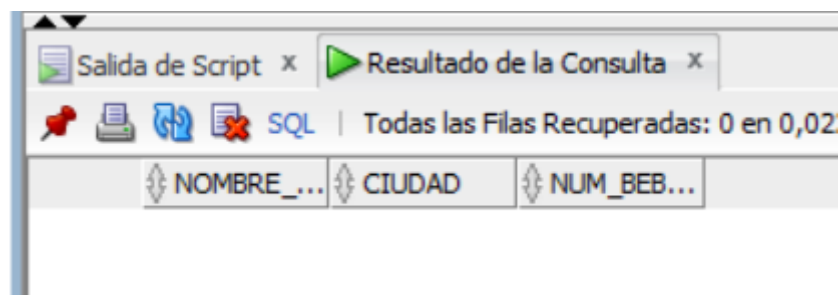 Salida de Script x Resultado de la Consulta x
SQL | Todas las Filas Recuperadas: 0 en 0,02
NOMBRE_... CIUDAD NUM_BEB...